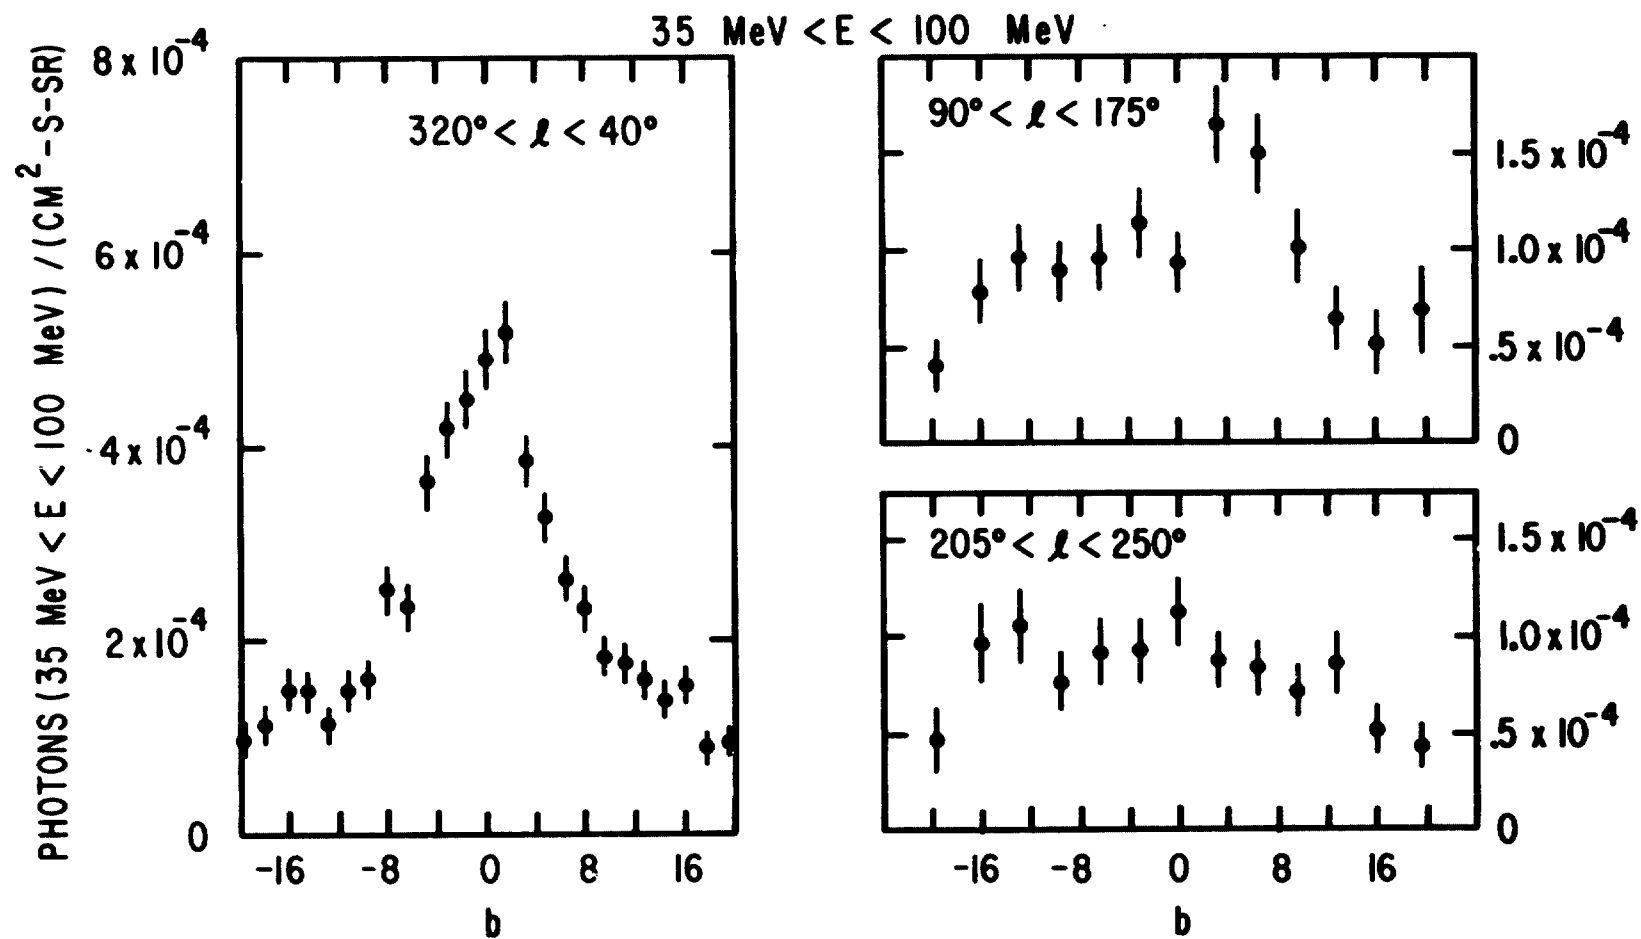 35 MeV < E < 100 MeV
PHOTONS (35 MeV < E < 100 MeV) / (CM²-S-SR)
8 x 10⁻⁴
6 x 10⁻⁴
4 x 10⁻⁴
2 x 10⁻⁴
0
320° < ℓ < 40°
-16 -8 0 8 16
b
90° < ℓ < 175°
1.5 x 10⁻⁴
1.0 x 10⁻⁴
.5 x 10⁻⁴
0
205° < ℓ < 250°
1.5 x 10⁻⁴
1.0 x 10⁻⁴
.5 x 10⁻⁴
0
-16 -8 0 8 16
b